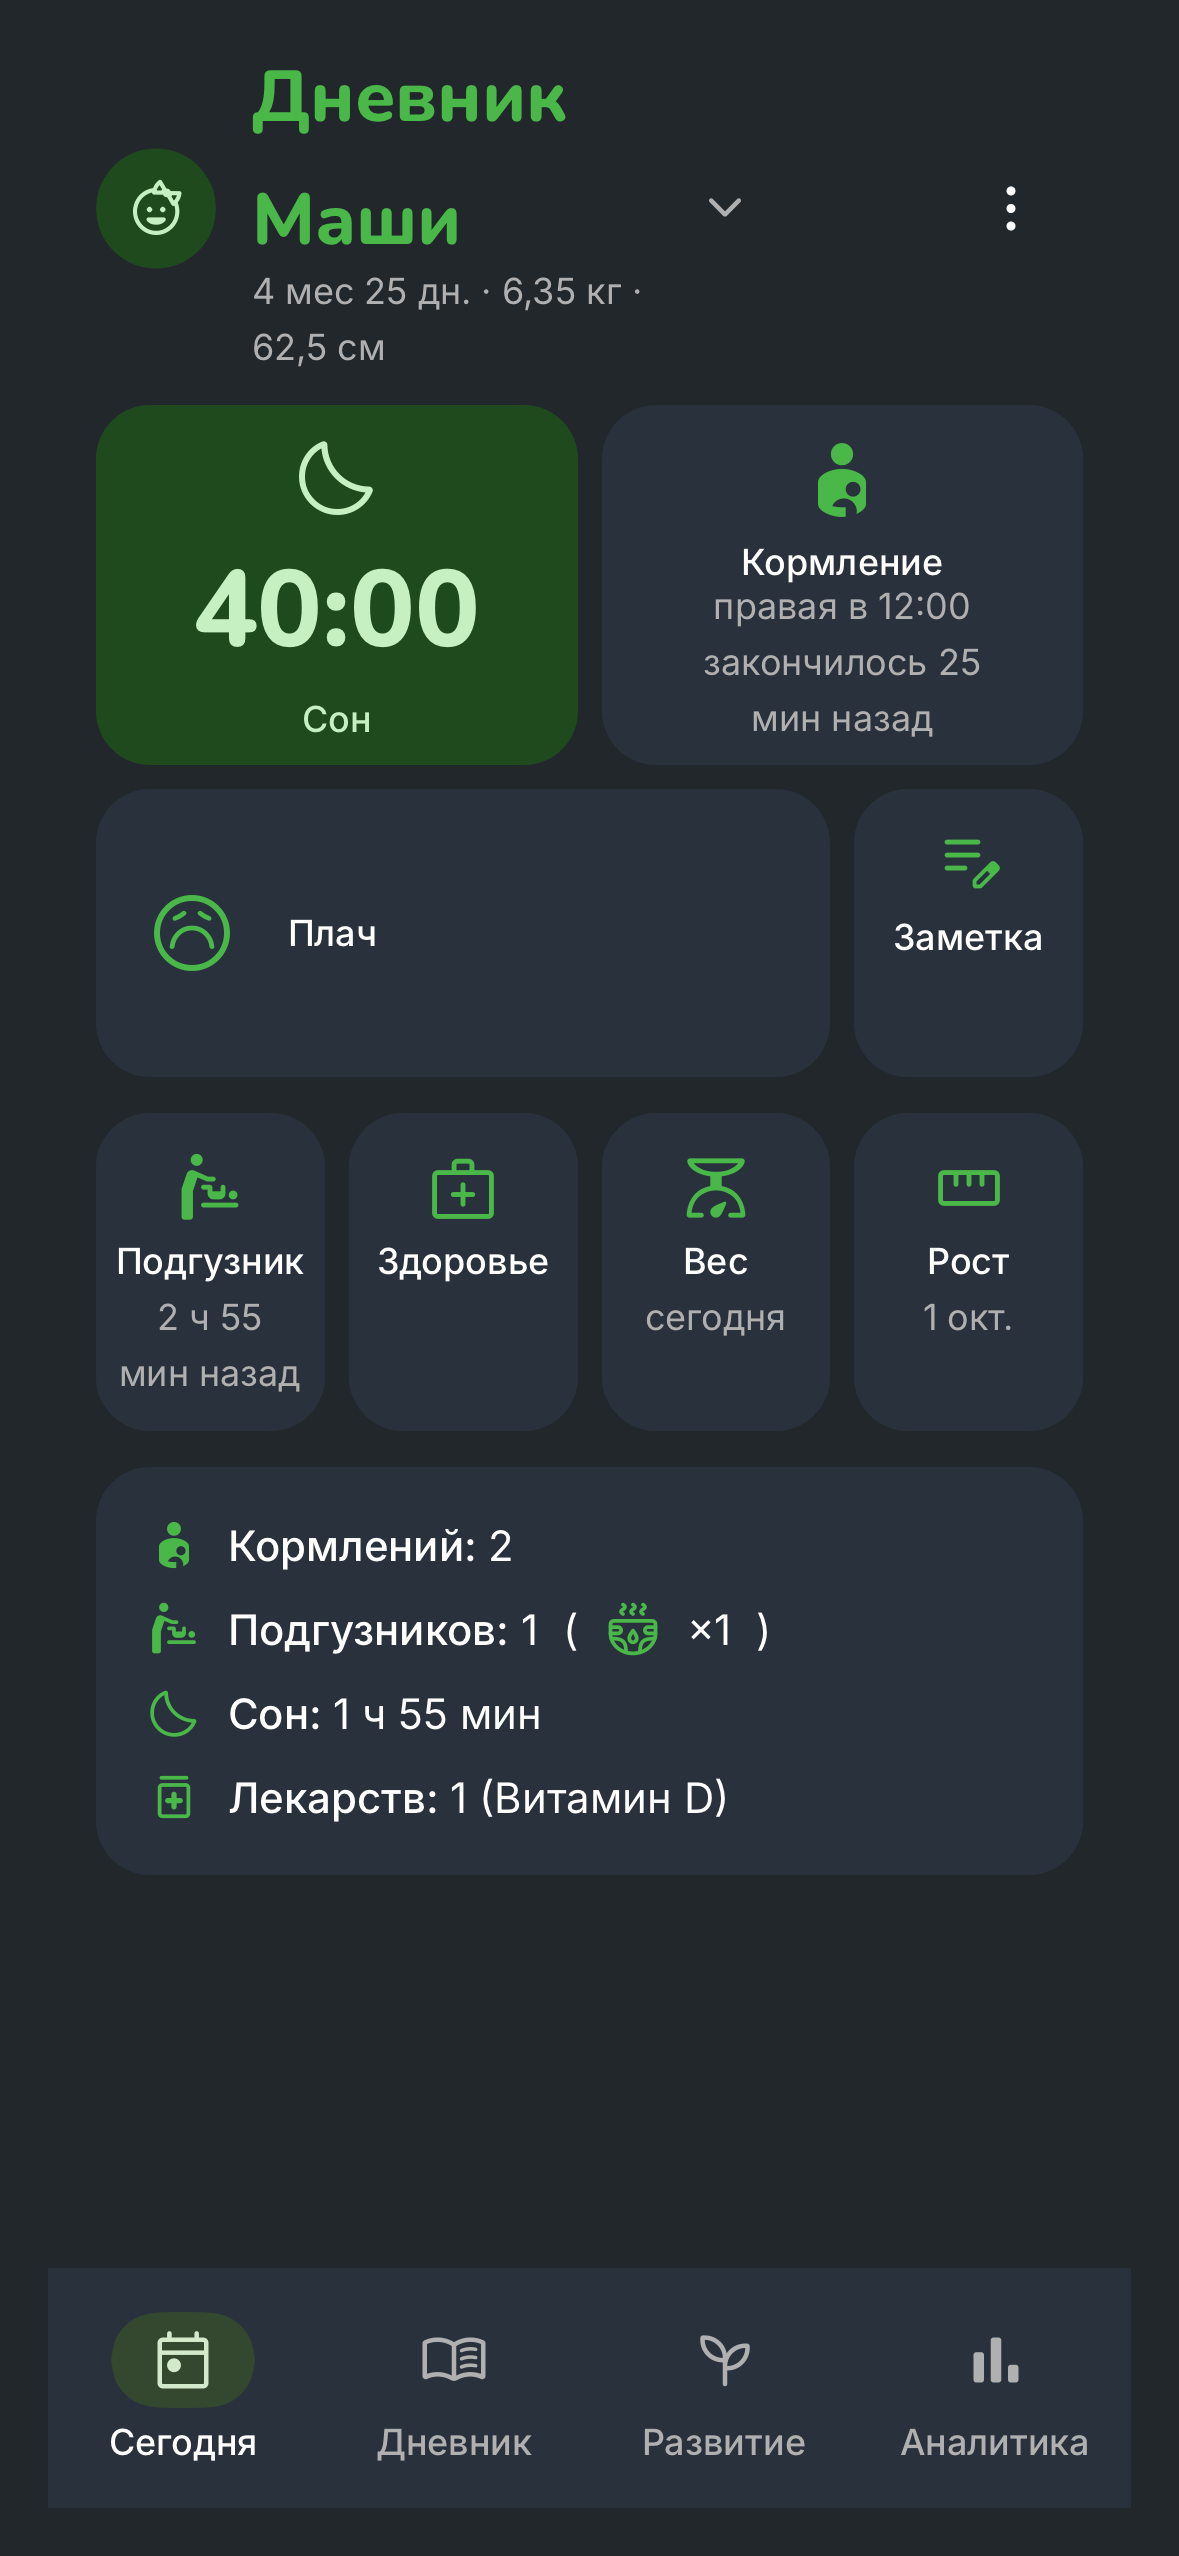 Дневник
Маши
4 мес 25 дн. · 6,35 кг ·
62,5 см
40:00
Сон
Кормление
правая в 12:00
закончилось 25
мин назад
Плач
Заметка
Подгузник
2 ч 55
мин назад
Здоровье
Вес
сегодня
Рост
1 окт.
Кормлений: 2
Подгузников: 1 ( ×1 )
Сон: 1 ч 55 мин
Лекарств: 1 (Витамин D)
Сегодня
Дневник
Развитие
Аналитика